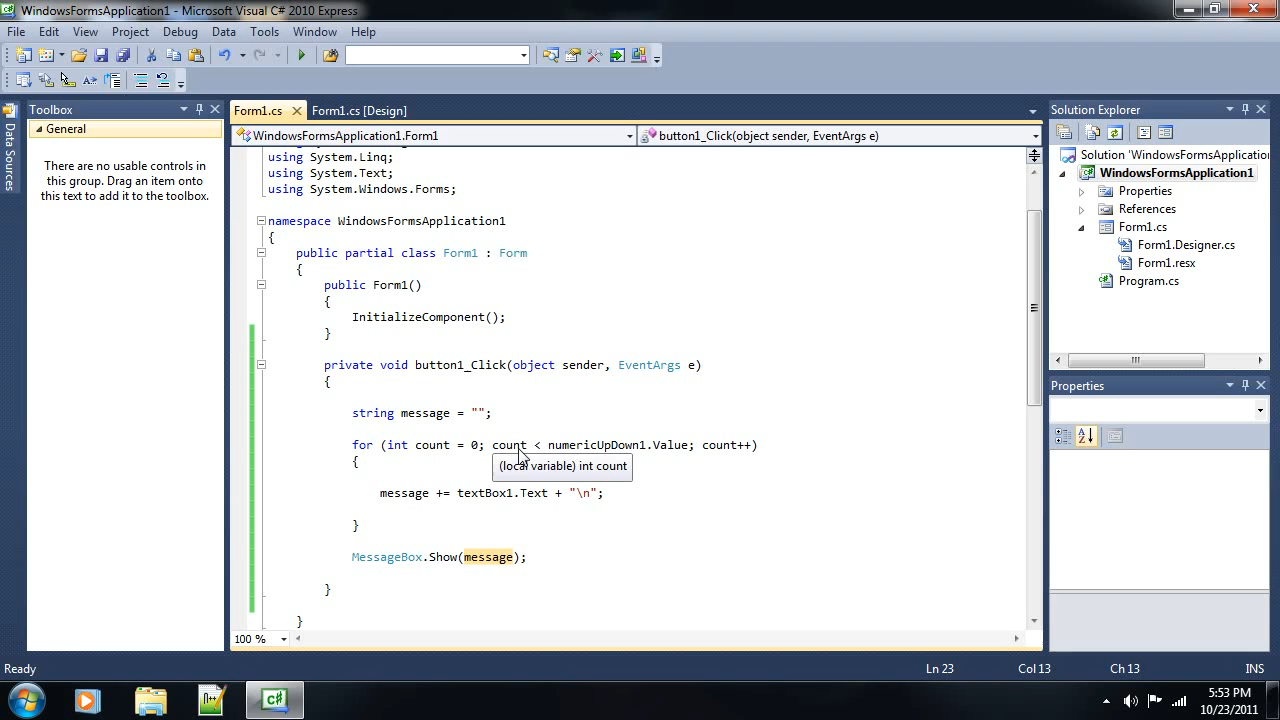 WindowsFormsApplication1 - Microsoft Visual C# 2010 Express
File Edit View Project Debug Data Tools Window Help
Toolbox
General
There are no usable controls in
this group. Drag an item onto
this text to add it to the toolbox.
Data Sources
Form1.cs Form1.cs [Design]
WindowsFormsApplication1.Form1 button1_Click(object sender, EventArgs e)
using System.Linq;
using System.Text;
using System.Windows.Forms;
namespace WindowsFormsApplication1
{
public partial class Form1 : Form
{
public Form1()
{
InitializeComponent();
}
private void button1_Click(object sender, EventArgs e)
{
string message = "";
for (int count = 0; count < numericUpDown1.Value; count++)
{
(local variable) int count
message += textBox1.Text + "\n";
}
MessageBox.Show(message);
}
}
100 %
Solution Explorer
Solution 'WindowsFormsApplication
WindowsFormsApplication1
Properties
References
Form1.cs
Form1.Designer.cs
Form1.resx
Program.cs
Properties
Ready Ln 23 Col 13 Ch 13 INS
5:53 PM
10/23/2011